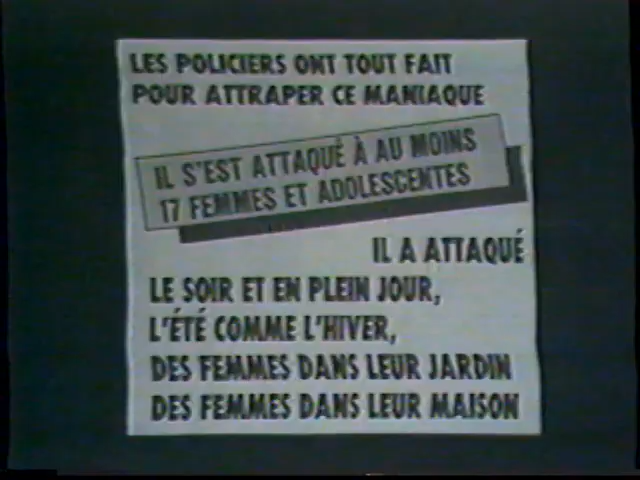 LES POLICIERS ONT TOUT FAIT
POUR ATTRAPER CE MANIAQUE
IL S'EST ATTAQUÉ À AU MOINS
17 FEMMES ET ADOLESCENTES
IL A ATTAQUÉ
LE SOIR ET EN PLEIN JOUR,
L'ÉTÉ COMME L'HIVER,
DES FEMMES DANS LEUR JARDIN
DES FEMMES DANS LEUR MAISON